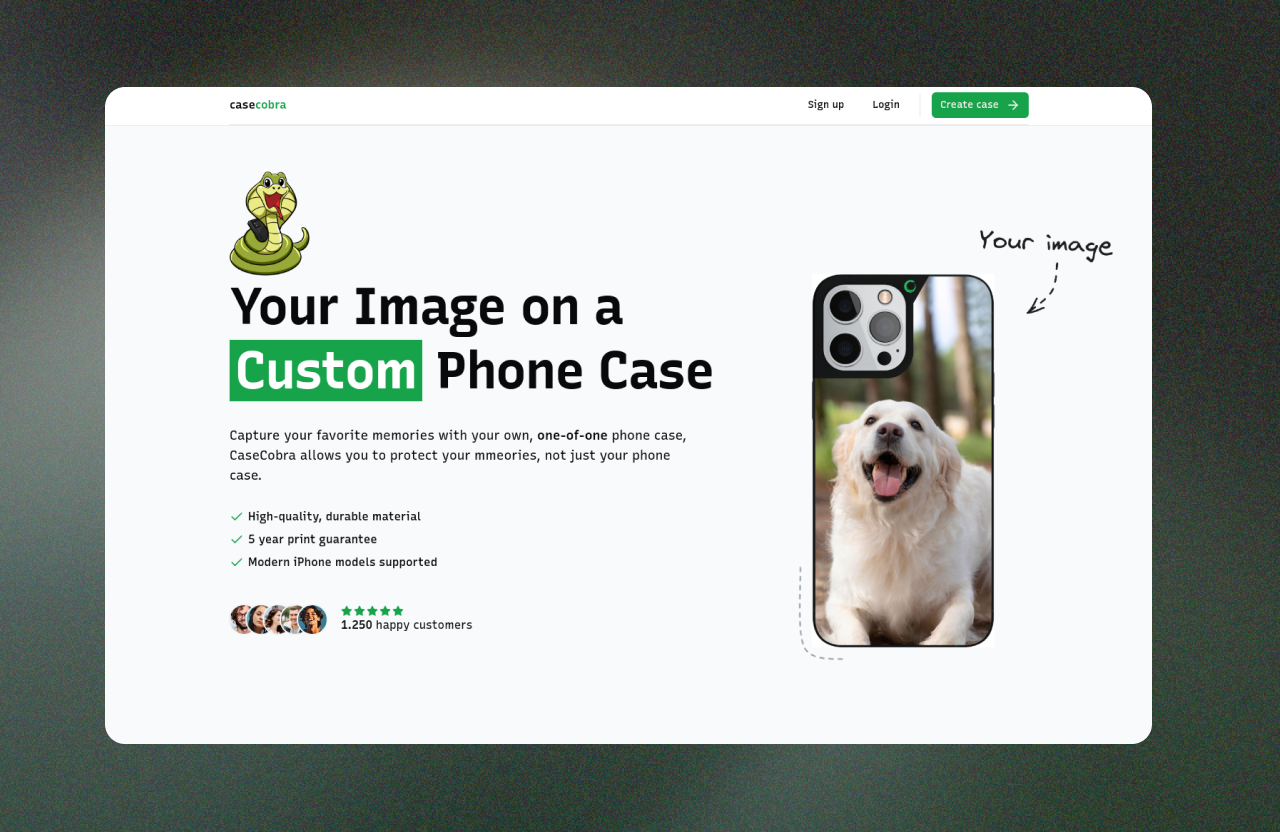 casecobra
Sign up
Login
Create case
Your image
Your Image on a
Custom Phone Case
Capture your favorite memories with your own, one-of-one phone case,
CaseCobra allows you to protect your mmeories, not just your phone
case.
High-quality, durable material
5 year print guarantee
Modern iPhone models supported
1.250 happy customers